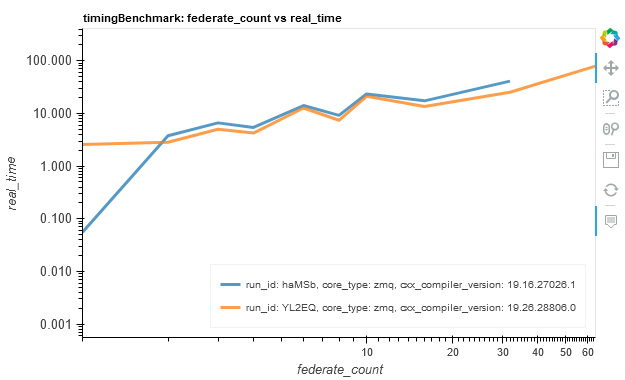 timingBenchmark: federate_count vs real_time
100.000
10.000
1.000
0.100
0.010
0.001
real_time
run_id: haMSb, core_type: zmq, cxx_compiler_version: 19.16.27026.1
run_id: YL2EQ, core_type: zmq, cxx_compiler_version: 19.26.28806.0
10 20 30 40 50 60
federate_count